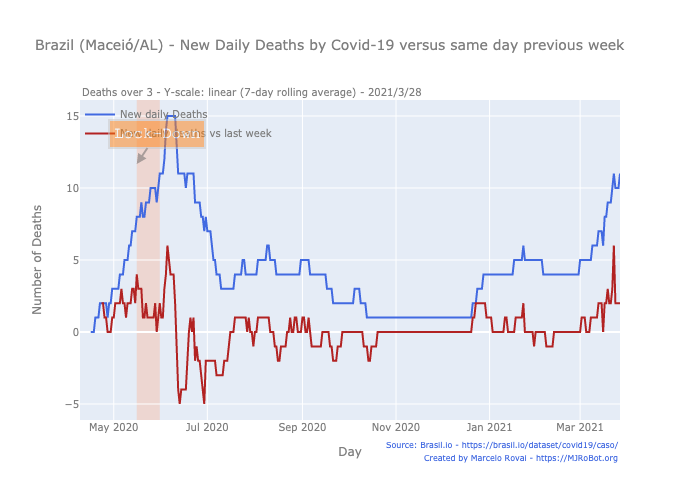 Brazil (Maceió/AL) - New Daily Deaths by Covid-19 versus same day previous week
Deaths over 3 - Y-scale: linear (7-day rolling average) - 2021/3/28
New daily Deaths
vs last week
15
10
5
0
−5
Number of Deaths
May 2020
Jul 2020
Sep 2020
Nov 2020
Jan 2021
Mar 2021
Day
Source: Brasil.io - https://brasil.io/dataset/covid19/caso/
Created by Marcelo Rovai - https://MJRoBot.org